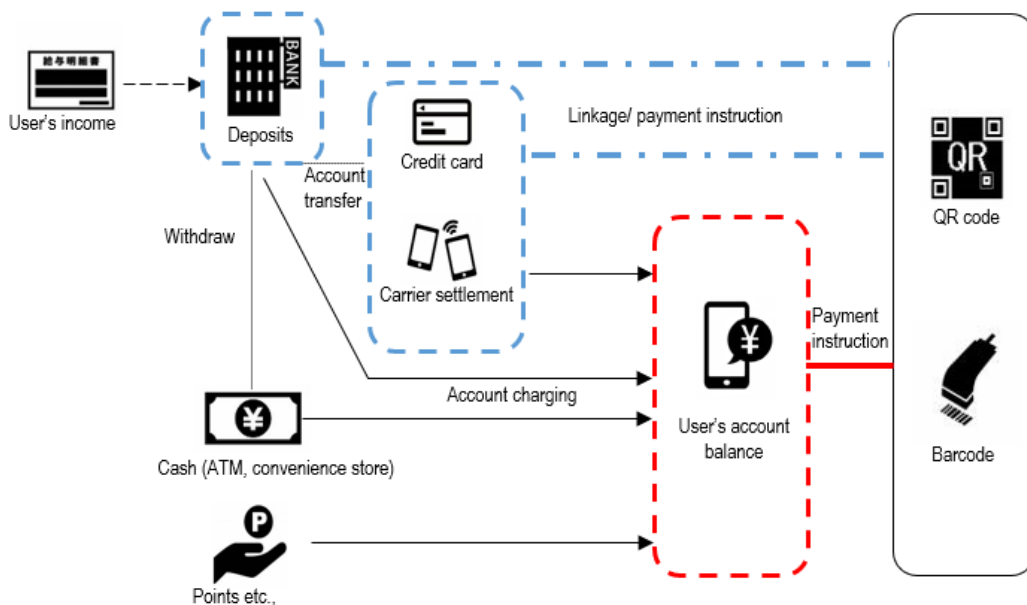 給与明細書
User's income
BANK
Deposits
Linkage/ payment instruction
Credit card
Account
transfer
Withdraw
QR
QR code
Carrier settlement
Payment
instruction
¥
Account charging
User's account
balance
¥
Cash (ATM, convenience store)
Barcode
P
Points etc.,